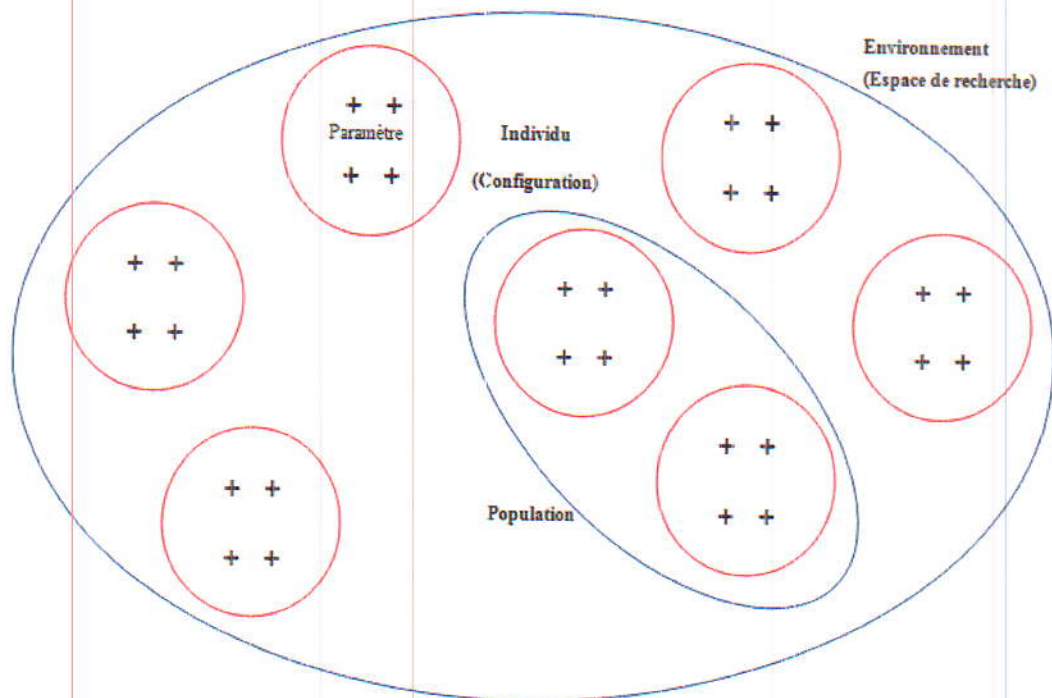 Environnement
(Espace de recherche)
Paramètre
Individu
(Configuration)
Population